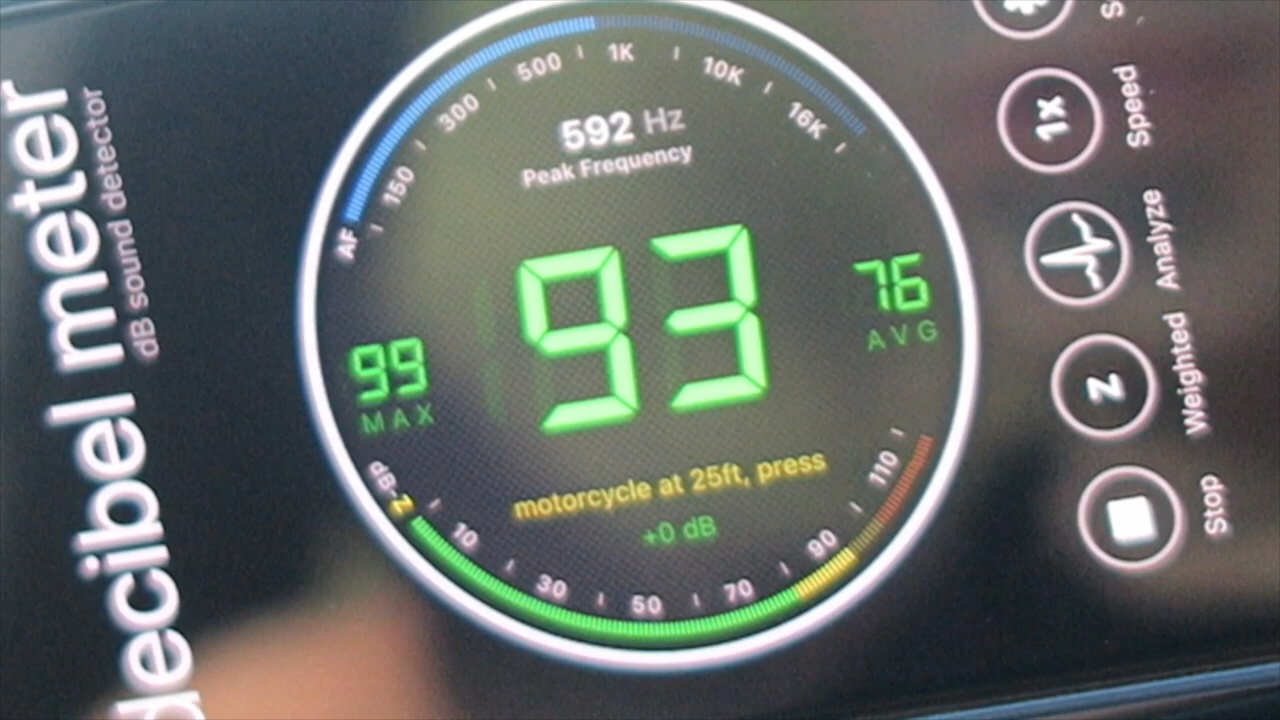 decibel meter
dB sound detector
AF
150
300
500
1K
10K
16K
592 Hz
Peak Frequency
93
99
MAX
76
AVG
motorcycle at 25ft, press
+0 dB
dB-Z
10
30
50
70
90
110
1x
Speed
Analyze
Z
Weighted
Stop